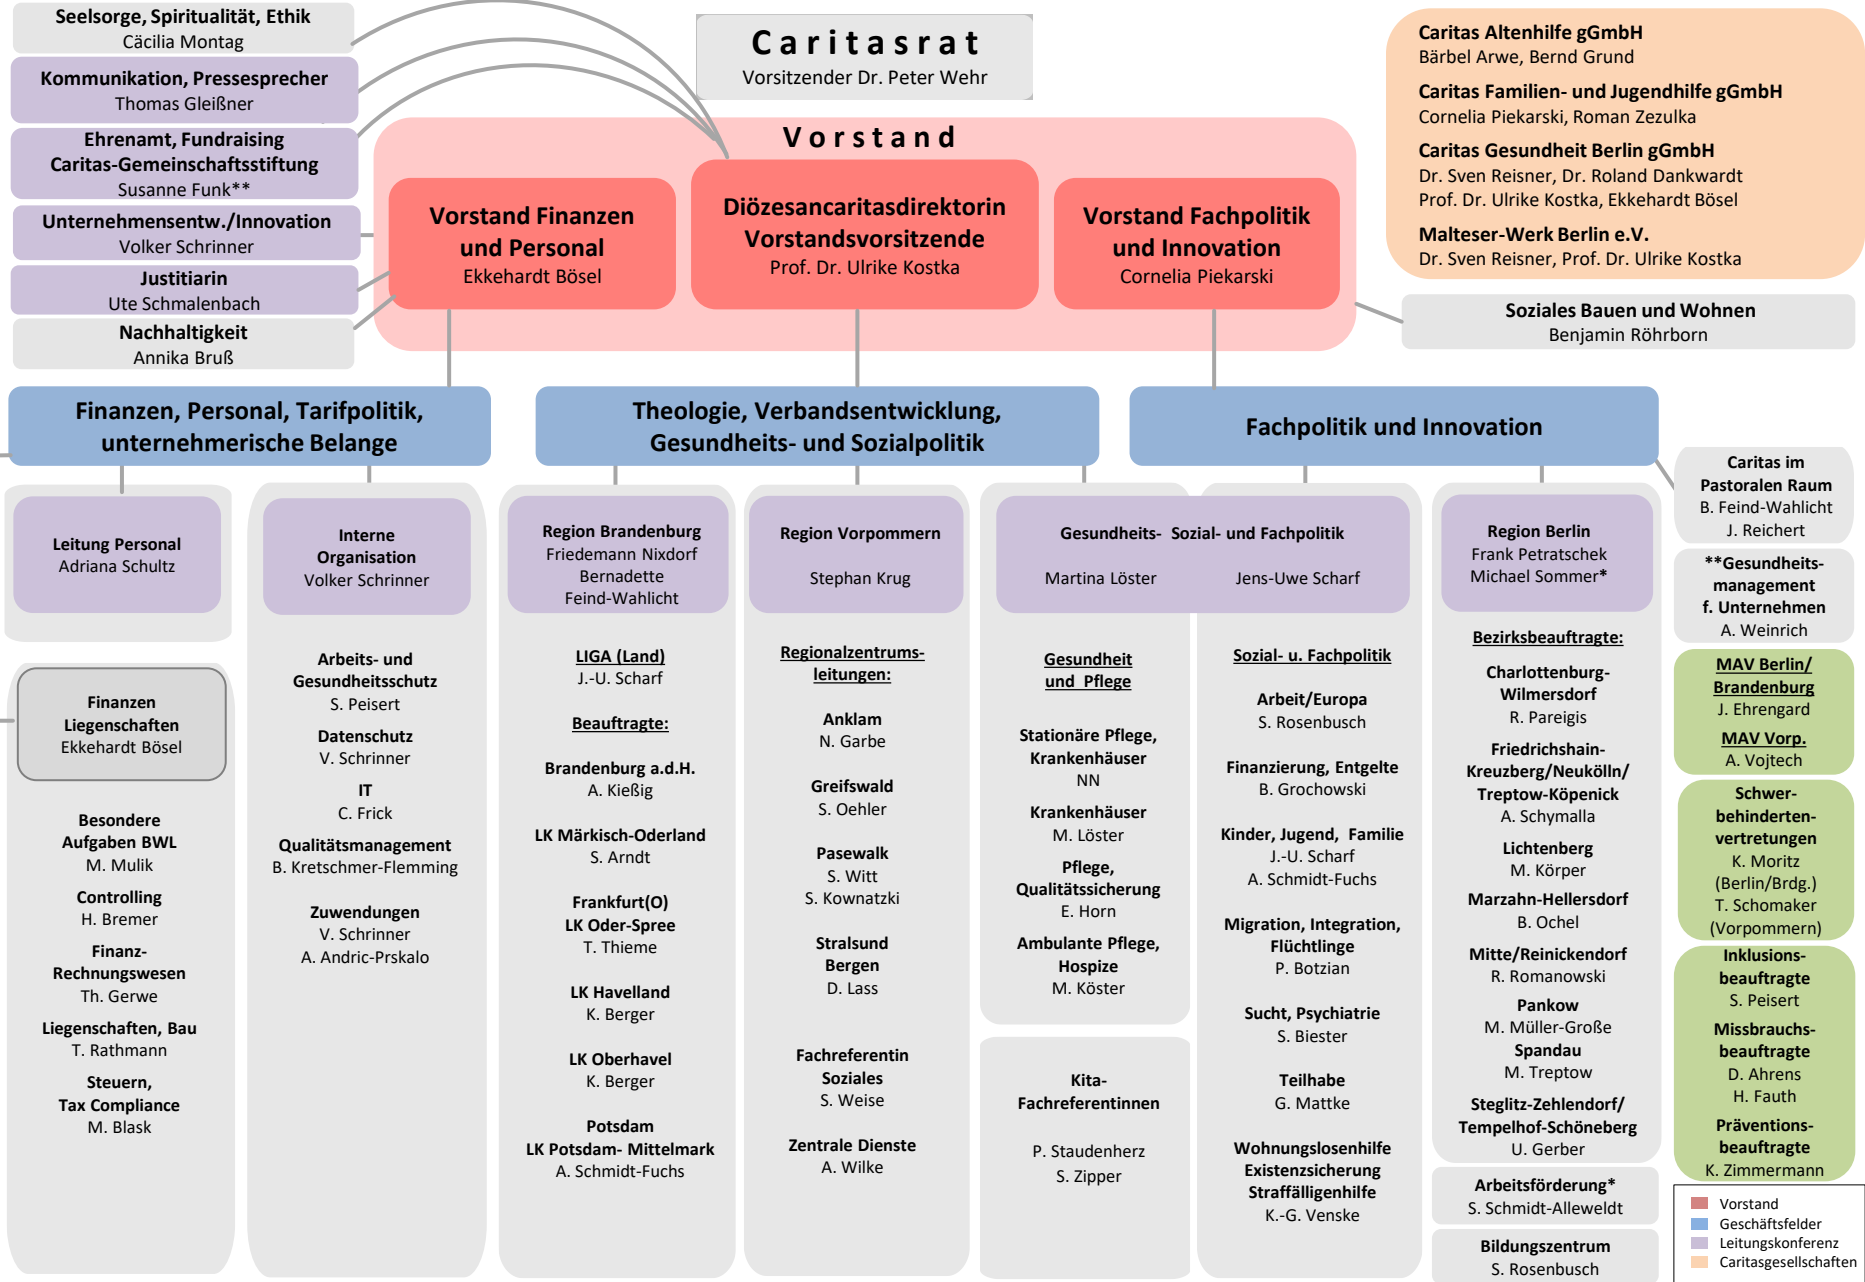 Seelsorge, Spiritualität, Ethik
Cäcilia Montag
Kommunikation, Pressesprecher
Thomas Gleißner
Ehrenamt, Fundraising
Caritas-Gemeinschaftsstiftung
Susanne Funk**
Unternehmensentw./Innovation
Volker Schrinner
Justitiarin
Ute Schmalenbach
Nachhaltigkeit
Annika Bruß
Caritasrat
Vorsitzender Dr. Peter Wehr
Vorstand
Vorstand Finanzen
und Personal
Ekkehardt Bösel
Diözesancaritasdirektorin
Vorstandsvorsitzende
Prof. Dr. Ulrike Kostka
Vorstand Fachpolitik
und Innovation
Cornelia Piekarski
Caritas Altenhilfe gGmbH
Bärbel Arwe, Bernd Grund
Caritas Familien- und Jugendhilfe gGmbH
Cornelia Piekarski, Roman Zezulka
Caritas Gesundheit Berlin gGmbH
Dr. Sven Reisner, Dr. Roland Dankwardt
Prof. Dr. Ulrike Kostka, Ekkehardt Bösel
Malteser-Werk Berlin e.V.
Dr. Sven Reisner, Prof. Dr. Ulrike Kostka
Soziales Bauen und Wohnen
Benjamin Röhrborn
Finanzen, Personal, Tarifpolitik,
unternehmerische Belange
Theologie, Verbandsentwicklung,
Gesundheits- und Sozialpolitik
Fachpolitik und Innovation
Leitung Personal
Adriana Schultz
Finanzen
Liegenschaften
Ekkehardt Bösel
Besondere
Aufgaben BWL
M. Mulik
Controlling
H. Bremer
Finanz-
Rechnungswesen
Th. Gerwe
Liegenschaften, Bau
T. Rathmann
Steuern,
Tax Compliance
M. Blask
Interne
Organisation
Volker Schrinner
Arbeits- und
Gesundheitsschutz
S. Peisert
Datenschutz
V. Schrinner
IT
C. Frick
Qualitätsmanagement
B. Kretschmer-Flemming
Zuwendungen
V. Schrinner
A. Andric-Prskalo
Region Brandenburg
Friedemann Nixdorf
Bernadette
Feind-Wahlicht
LIGA (Land)
J.-U. Scharf
Beauftragte:
Brandenburg a.d.H.
A. Kießig
LK Märkisch-Oderland
S. Arndt
Frankfurt(O)
LK Oder-Spree
T. Thieme
LK Havelland
K. Berger
LK Oberhavel
K. Berger
Potsdam
LK Potsdam- Mittelmark
A. Schmidt-Fuchs
Region Vorpommern
Stephan Krug
Regionalzentrums-
leitungen:
Anklam
N. Garbe
Greifswald
S. Oehler
Pasewalk
S. Witt
S. Kownatzki
Stralsund
Bergen
D. Lass
Fachreferentin
Soziales
S. Weise
Zentrale Dienste
A. Wilke
Gesundheits- Sozial- und Fachpolitik
Martina Löster
Jens-Uwe Scharf
Gesundheit
und Pflege
Stationäre Pflege,
Krankenhäuser
NN
Krankenhäuser
M. Löster
Pflege,
Qualitätssicherung
E. Horn
Ambulante Pflege,
Hospize
M. Köster
Kita-
Fachreferentinnen
P. Staudenherz
S. Zipper
Sozial- u. Fachpolitik
Arbeit/Europa
S. Rosenbusch
Finanzierung, Entgelte
B. Grochowski
Kinder, Jugend, Familie
J.-U. Scharf
A. Schmidt-Fuchs
Migration, Integration,
Flüchtlinge
P. Botzian
Sucht, Psychiatrie
S. Biester
Teilhabe
G. Mattke
Wohnungslosenhilfe
Existenzsicherung
Straffälligenhilfe
K.-G. Venske
Region Berlin
Frank Petratschek
Michael Sommer*
Bezirksbeauftragte:
Charlottenburg-
Wilmersdorf
R. Pareigis
Friedrichshain-
Kreuzberg/Neukölln/
Treptow-Köpenick
A. Schymalla
Lichtenberg
M. Körper
Marzahn-Hellersdorf
B. Ochel
Mitte/Reinickendorf
R. Romanowski
Pankow
M. Müller-Große
Spandau
M. Treptow
Steglitz-Zehlendorf/
Tempelhof-Schöneberg
U. Gerber
Arbeitsförderung*
S. Schmidt-Alleweldt
Bildungszentrum
S. Rosenbusch
Caritas im
Pastoralen Raum
B. Feind-Wahlicht
J. Reichert
**Gesundheits-
management
f. Unternehmen
A. Weinrich
MAV Berlin/
Brandenburg
J. Ehrengard
MAV Vorp.
A. Vojtech
Schwer-
behinderten-
vertretungen
K. Moritz
(Berlin/Brdg.)
T. Schomaker
(Vorpommern)
Inklusions-
beauftragte
S. Peisert
Missbrauchs-
beauftragte
D. Ahrens
H. Fauth
Präventions-
beauftragte
K. Zimmermann
Vorstand
Geschäftsfelder
Leitungskonferenz
Caritasgesellschaften